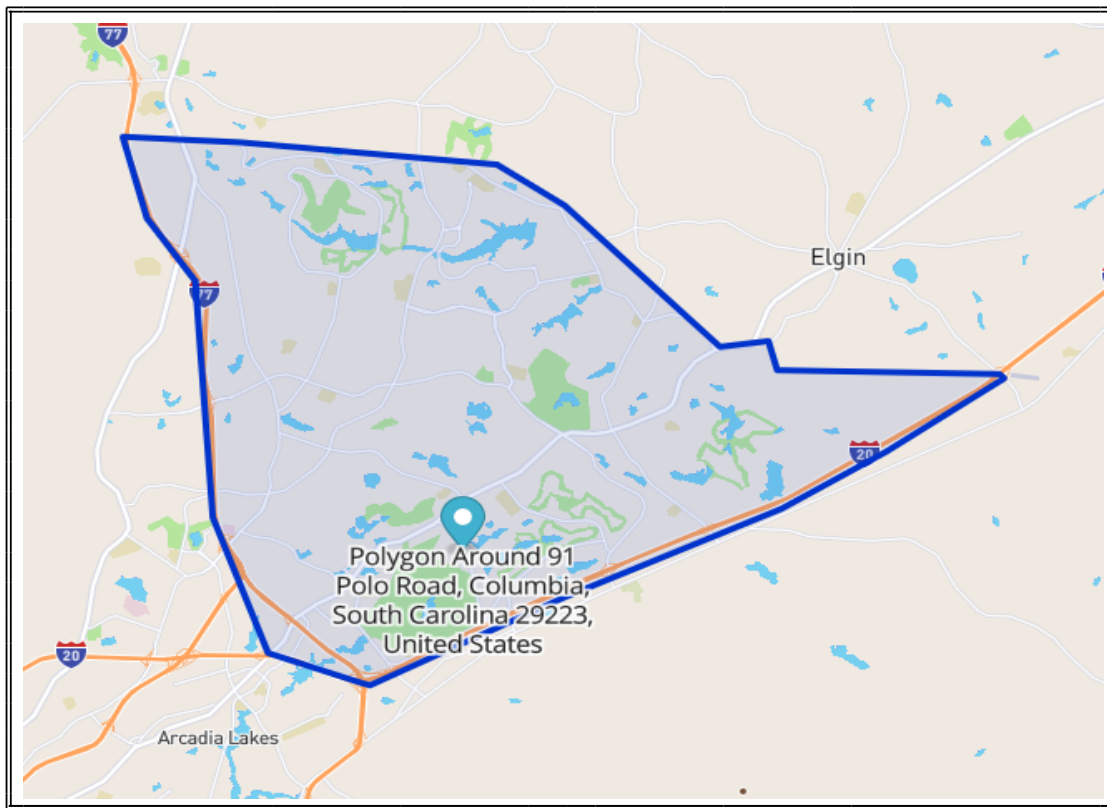 77
Elgin
77
20
Polygon Around 91
Polo Road, Columbia,
South Carolina 29223,
United States
20
Arcadia Lakes